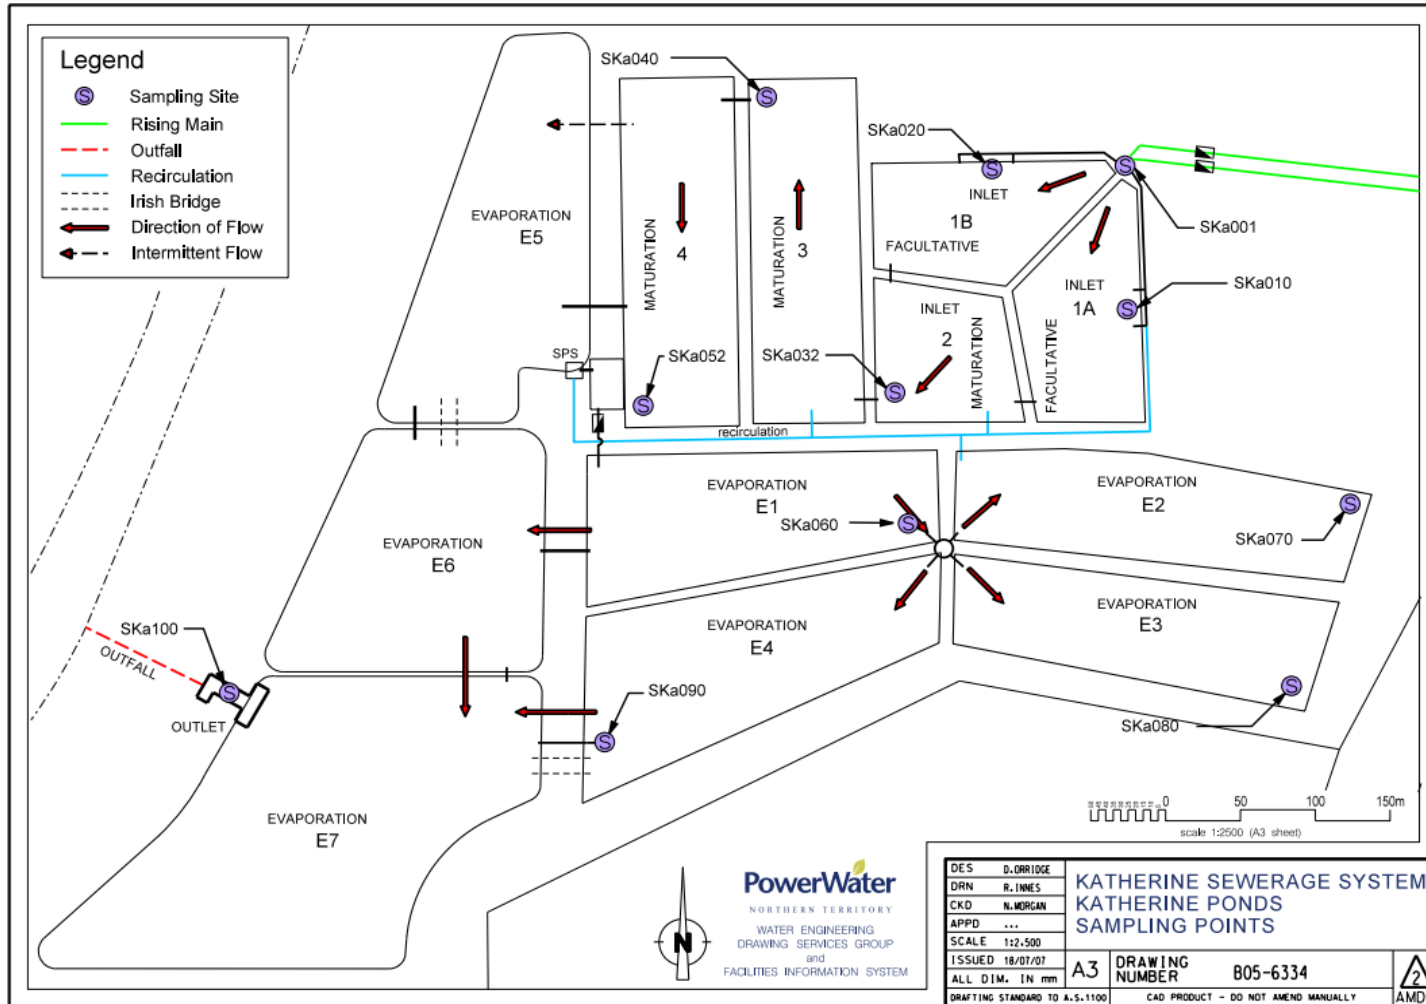 Legend
S Sampling Site
Rising Main
Outfall
Recirculation
Irish Bridge
Direction of Flow
Intermittent Flow
SKa040
SKa020
SKa001
SKa010
SKa052
SKa032
SKa060
SKa070
SKa080
SKa090
SKa100
S
S
S
S
S
S
S
S
S
S
S
EVAPORATION
E5
MATURATION
4
MATURATION
3
INLET
1B
FACULTATIVE
INLET
1A
FACULTATIVE
INLET
2
MATURATION
SPS
recirculation
EVAPORATION
E1
EVAPORATION
E2
EVAPORATION
E6
EVAPORATION
E4
EVAPORATION
E3
OUTFALL
OUTLET
EVAPORATION
E7
0 50 100 150m
scale 1:2500 (A3 sheet)
N
PowerWater
NORTHERN TERRITORY
WATER ENGINEERING
DRAWING SERVICES GROUP
and
FACILITIES INFORMATION SYSTEM
DES D.ORRIDGE
DRN R.INNES
CKD N.MORGAN
APPD ...
SCALE 1:2,500
ISSUED 18/07/07
ALL DIM. IN mm
DRAFTING STANDARD TO A.S.1100
KATHERINE SEWERAGE SYSTEM
KATHERINE PONDS
SAMPLING POINTS
A3
DRAWING
NUMBER B05-6334
CAD PRODUCT - DO NOT AMEND MANUALLY
2
AMD